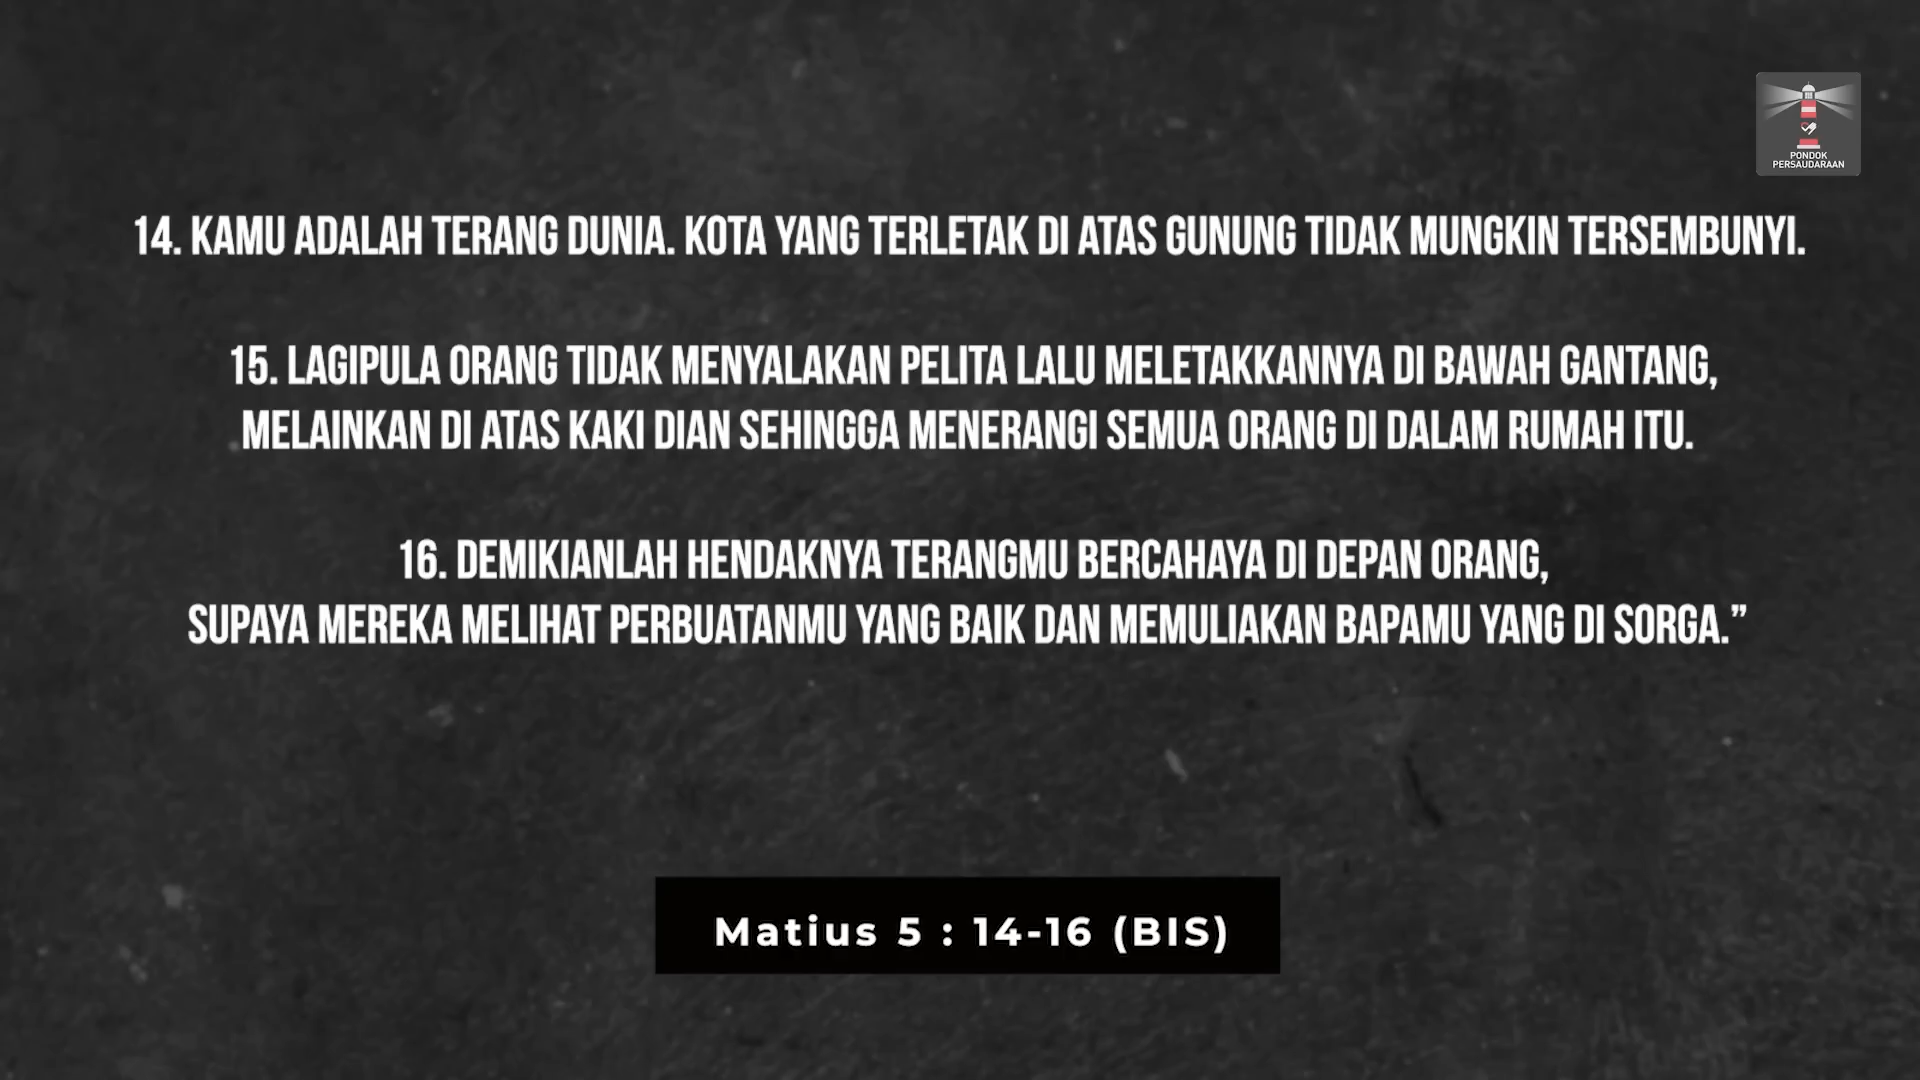 PONDOK
PERSAUDARAAN
14. KAMU ADALAH TERANG DUNIA. KOTA YANG TERLETAK DI ATAS GUNUNG TIDAK MUNGKIN TERSEMBUNYI.
15. LAGIPULA ORANG TIDAK MENYALAKAN PELITA LALU MELETAKKANNYA DI BAWAH GANTANG,
MELAINKAN DI ATAS KAKI DIAN SEHINGGA MENERANGI SEMUA ORANG DI DALAM RUMAH ITU.
16. DEMIKIANLAH HENDAKNYA TERANGMU BERCAHAYA DI DEPAN ORANG,
SUPAYA MEREKA MELIHAT PERBUATANMU YANG BAIK DAN MEMULIAKAN BAPAMU YANG DI SORGA.”
Matius 5 : 14-16 (BIS)